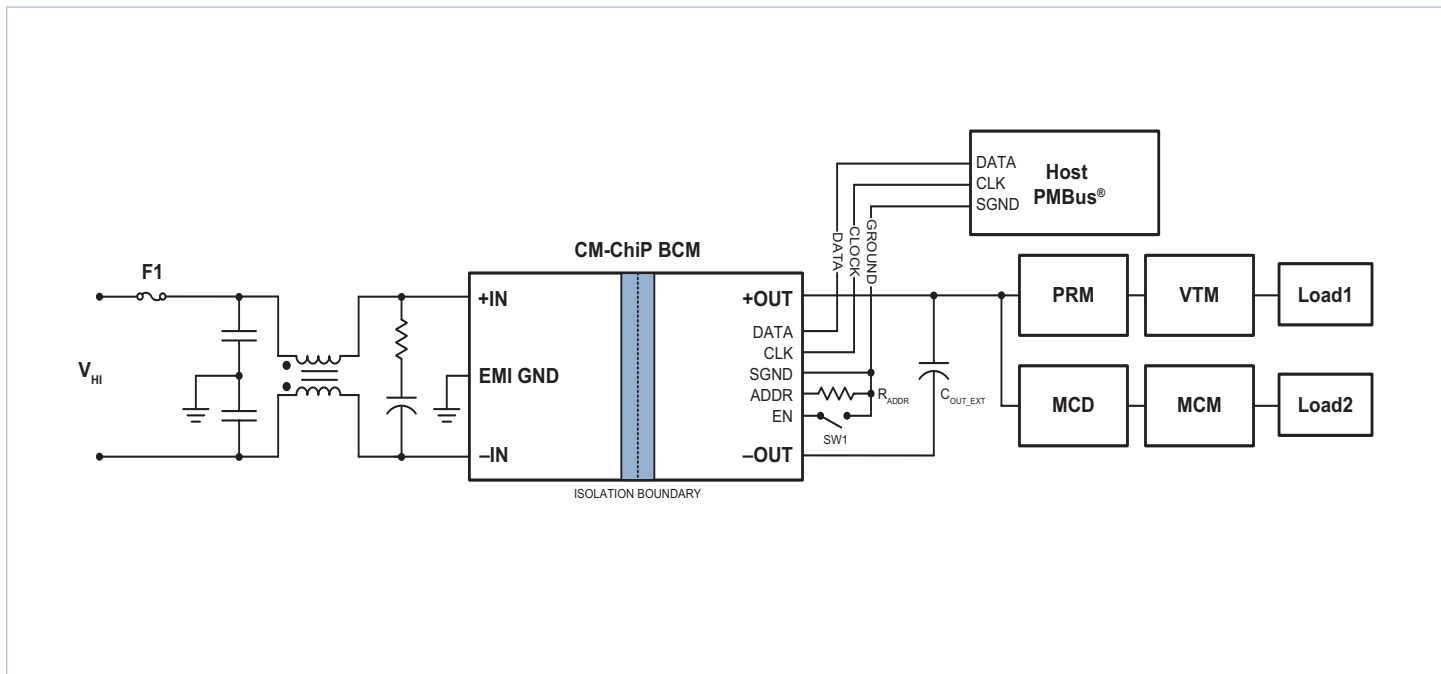 DATA
CLK
SGND
Host
PMBus®
DATA
CLOCK
GROUND
CM-ChiP BCM
F1
+IN
+OUT
PRM
VTM
Load1
DATA
CLK
V_HI
EMI GND
SGND
ADDR
R_ADDR
C_OUT_EXT
MCD
MCM
Load2
EN
SW1
–IN
–OUT
ISOLATION BOUNDARY